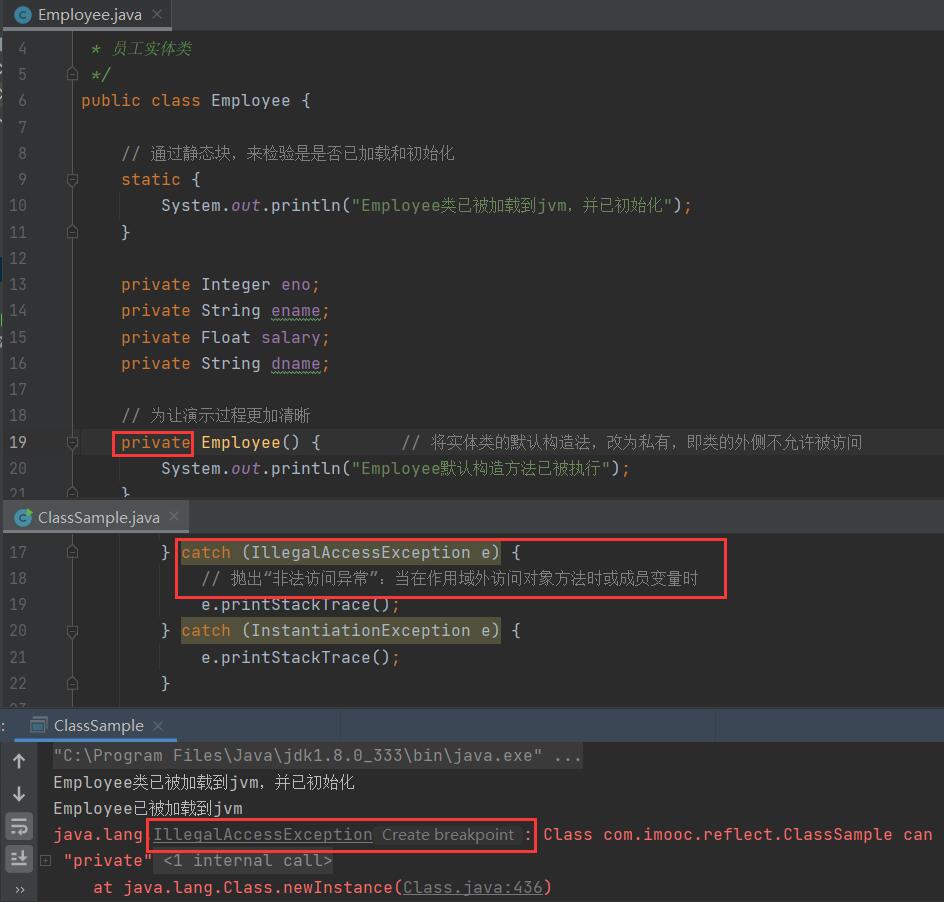 Employee.java
4 * 员工实体类
5 */
6 public class Employee {
7
8 // 通过静态块，来检验是是否已加载和初始化
9 static {
10 System.out.println("Employee类已被加载到jvm，并已初始化");
11 }
12
13 private Integer eno;
14 private String ename;
15 private Float salary;
16 private String dname;
17
18 // 为让演示过程更加清晰
19 private Employee() { // 将实体类的默认构造法，改为私有，即类的外侧不允许被访问
20 System.out.println("Employee默认构造方法已被执行");
21 }
ClassSample.java
17 } catch (IllegalAccessException e) {
18 // 抛出“非法访问异常”：当在作用域外访问对象方法时或成员变量时
19 e.printStackTrace();
20 } catch (InstantiationException e) {
21 e.printStackTrace();
22 }
: ClassSample
"C:\Program Files\Java\jdk1.8.0_333\bin\java.exe" ...
Employee类已被加载到jvm，并已初始化
Employee已被加载到jvm
java.lang IllegalAccessException Create breakpoint : Class com.imooc.reflect.ClassSample can
"private" <1 internal call>
at java.lang.Class.newInstance(Class.java:436)